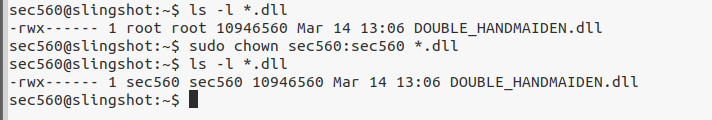 sec560@slingshot:~$ ls -l *.dll
-rwx------ 1 root root 10946560 Mar 14 13:06 DOUBLE_HANDMAIDEN.dll
sec560@slingshot:~$ sudo chown sec560:sec560 *.dll
sec560@slingshot:~$ ls -l *.dll
-rwx------ 1 sec560 sec560 10946560 Mar 14 13:06 DOUBLE_HANDMAIDEN.dll
sec560@slingshot:~$